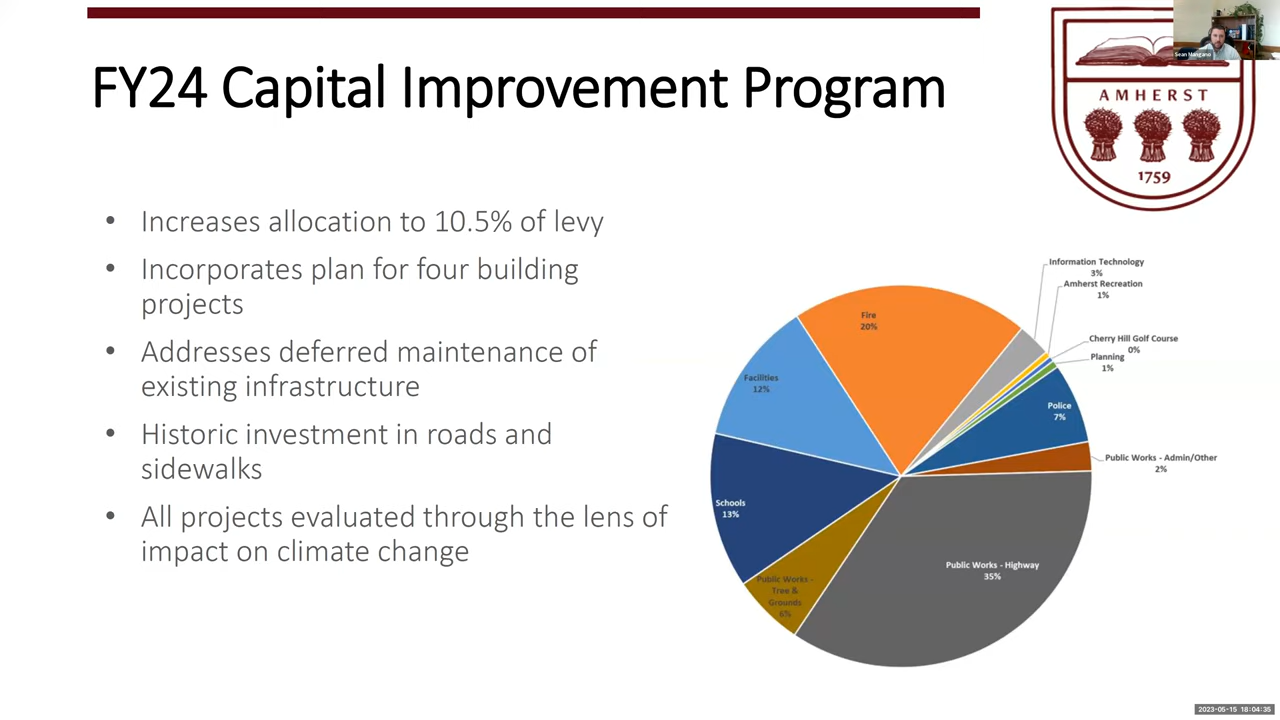 FY24 Capital Improvement Program
AMHERST
1759
Sean Mangano
• Increases allocation to 10.5% of levy
• Incorporates plan for four building
projects
• Addresses deferred maintenance of
existing infrastructure
• Historic investment in roads and
sidewalks
• All projects evaluated through the lens of
impact on climate change
Information Technology
3%
Amherst Recreation
1%
Cherry Hill Golf Course
0%
Planning
1%
Police
7%
Public Works - Admin/Other
2%
Public Works - Highway
35%
Public Works -
Tree &
Grounds
6%
Schools
13%
Facilities
12%
Fire
20%
2023-05-15 18:04:35